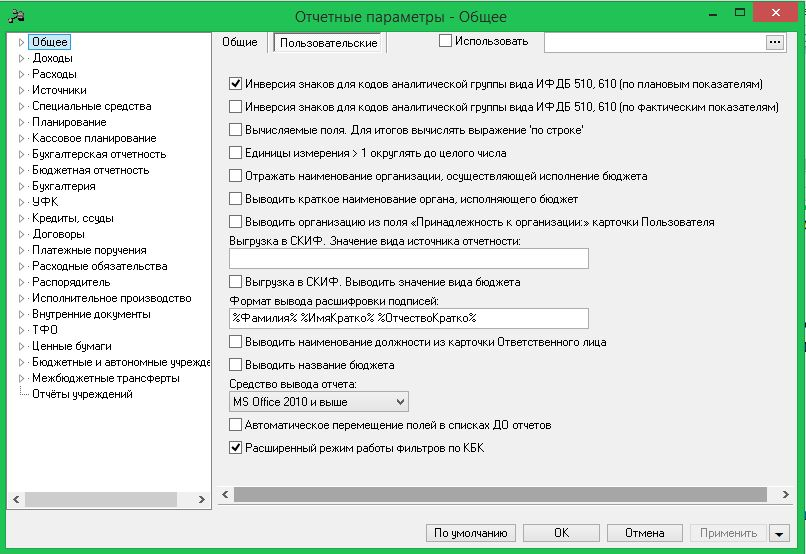 Отчетные параметры - Общее
Общее
Доходы
Расходы
Источники
Специальные средства
Планирование
Кассовое планирование
Бухгалтерская отчетность
Бюджетная отчетность
Бухгалтерия
УФК
Кредиты, ссуды
Договоры
Платежные поручения
Расходные обязательства
Распорядитель
Исполнительное производство
Внутренние документы
ТФО
Ценные бумаги
Бюджетные и автономные учрежде
Межбюджетные трансферты
Отчёты учреждений
Общие Пользовательские Использовать ...
Инверсия знаков для кодов аналитической группы вида ИФДБ 510, 610 (по плановым показателям)
Инверсия знаков для кодов аналитической группы вида ИФДБ 510, 610 (по фактическим показателям)
Вычисляемые поля. Для итогов вычислять выражение 'по строке'
Единицы измерения > 1 округлять до целого числа
Отражать наименование организации, осуществляющей исполнение бюджета
Выводить краткое наименование органа, исполняющего бюджет
Выводить организацию из поля «Принадлежность к организации:» карточки Пользователя
Выгрузка в СКИФ. Значение вида источника отчетности:
Выгрузка в СКИФ. Выводить значение вида бюджета
Формат вывода расшифровки подписей:
%Фамилия% %ИмяКратко% %ОтчествоКратко%
Выводить наименование должности из карточки Ответственного лица
Выводить название бюджета
Средство вывода отчета:
MS Office 2010 и выше
Автоматическое перемещение полей в списках ДО отчетов
Расширенный режим работы фильтров по КБК
По умолчанию OK Отмена Применить